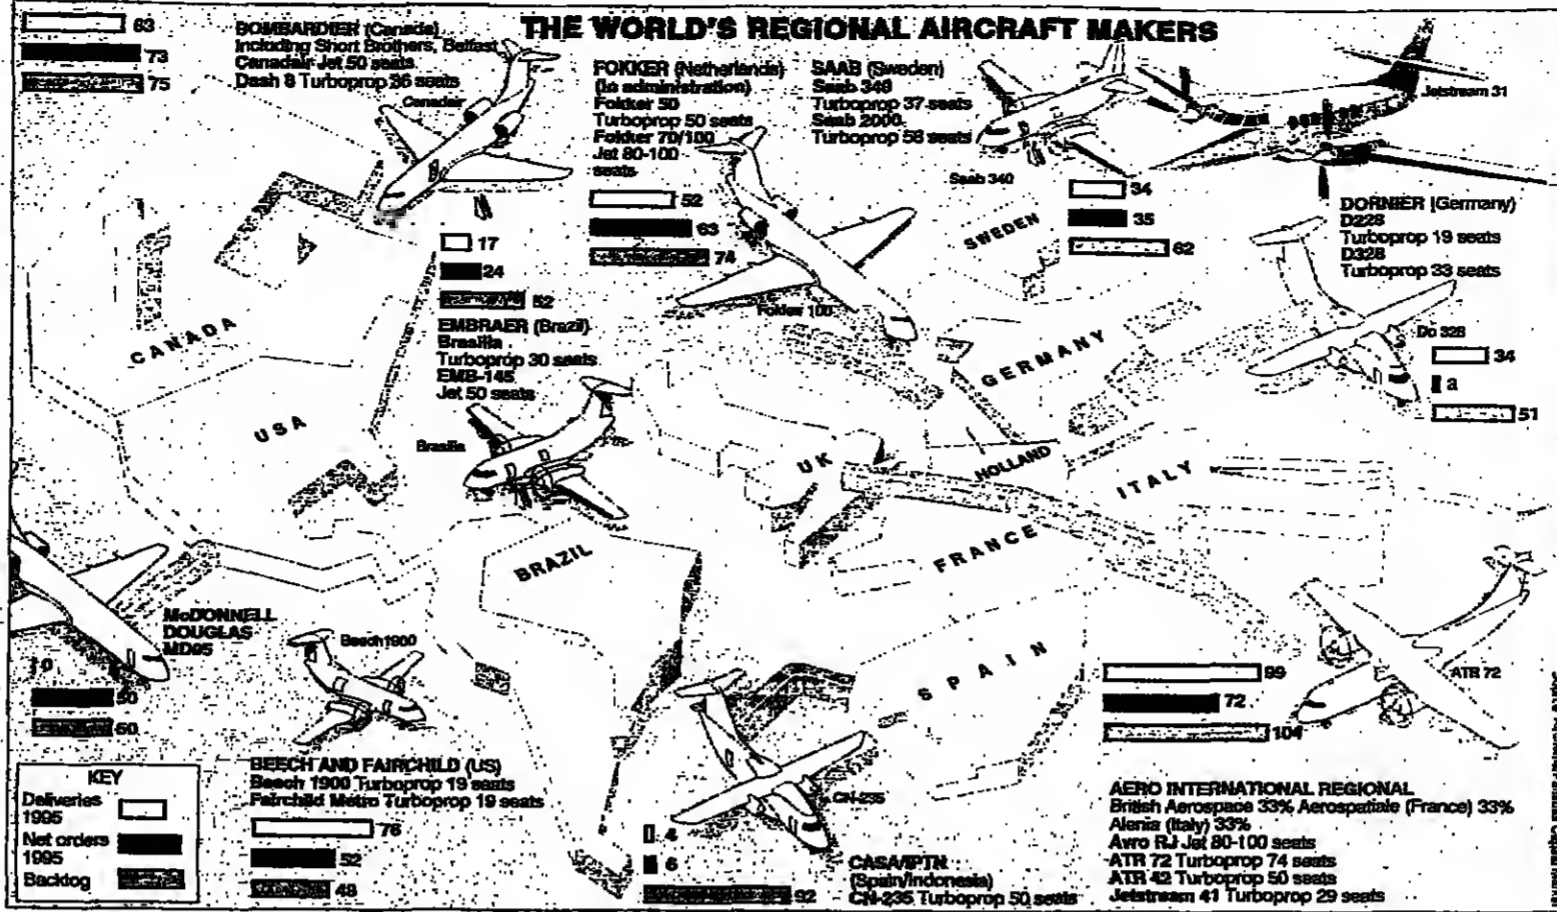 THE WORLD'S REGIONAL AIRCRAFT MAKERS
63
73
75
BOMBARDIER (Canada)
Including Short Brothers, Belfast
Canadair Jet 50 seats
Dash 8 Turboprop 36 seats
Canadair
FOKKER (Netherlands)
(in administration)
Fokker 50
Turboprop 50 seats
Fokker 70/100
Jet 80-100
seats
52
63
74
Fokker 100
SAAB (Sweden)
Saab 340
Turboprop 37 seats
Saab 2000
Turboprop 58 seats
Saab 340
34
35
62
Jetstream 31
DORNIER (Germany)
D228
Turboprop 19 seats
D328
Turboprop 33 seats
Do 328
34
a
51
17
24
52
EMBRAER (Brazil)
Brasilia
Turboprop 30 seats
EMB-145
Jet 50 seats
Brasilia
CANADA
USA
SWEDEN
GERMANY
UK
HOLLAND
ITALY
FRANCE
BRAZIL
SPAIN
McDONNELL
DOUGLAS
MD95
0
50
50
Beech 1900
BEECH AND FAIRCHILD (US)
Beech 1900 Turboprop 19 seats
Fairchild Metro Turboprop 19 seats
76
52
48
KEY
Deliveries
1995
Net orders
1995
Backlog
CN-235
4
6
92
CASA/IPTN
(Spain/Indonesia)
CN-235 Turboprop 50 seats
ATR 72
99
72
104
AERO INTERNATIONAL REGIONAL
British Aerospace 33% Aerospatiale (France) 33%
Alenia (Italy) 33%
Avro RJ Jet 80-100 seats
ATR 72 Turboprop 74 seats
ATR 42 Turboprop 50 seats
Jetstream 41 Turboprop 29 seats